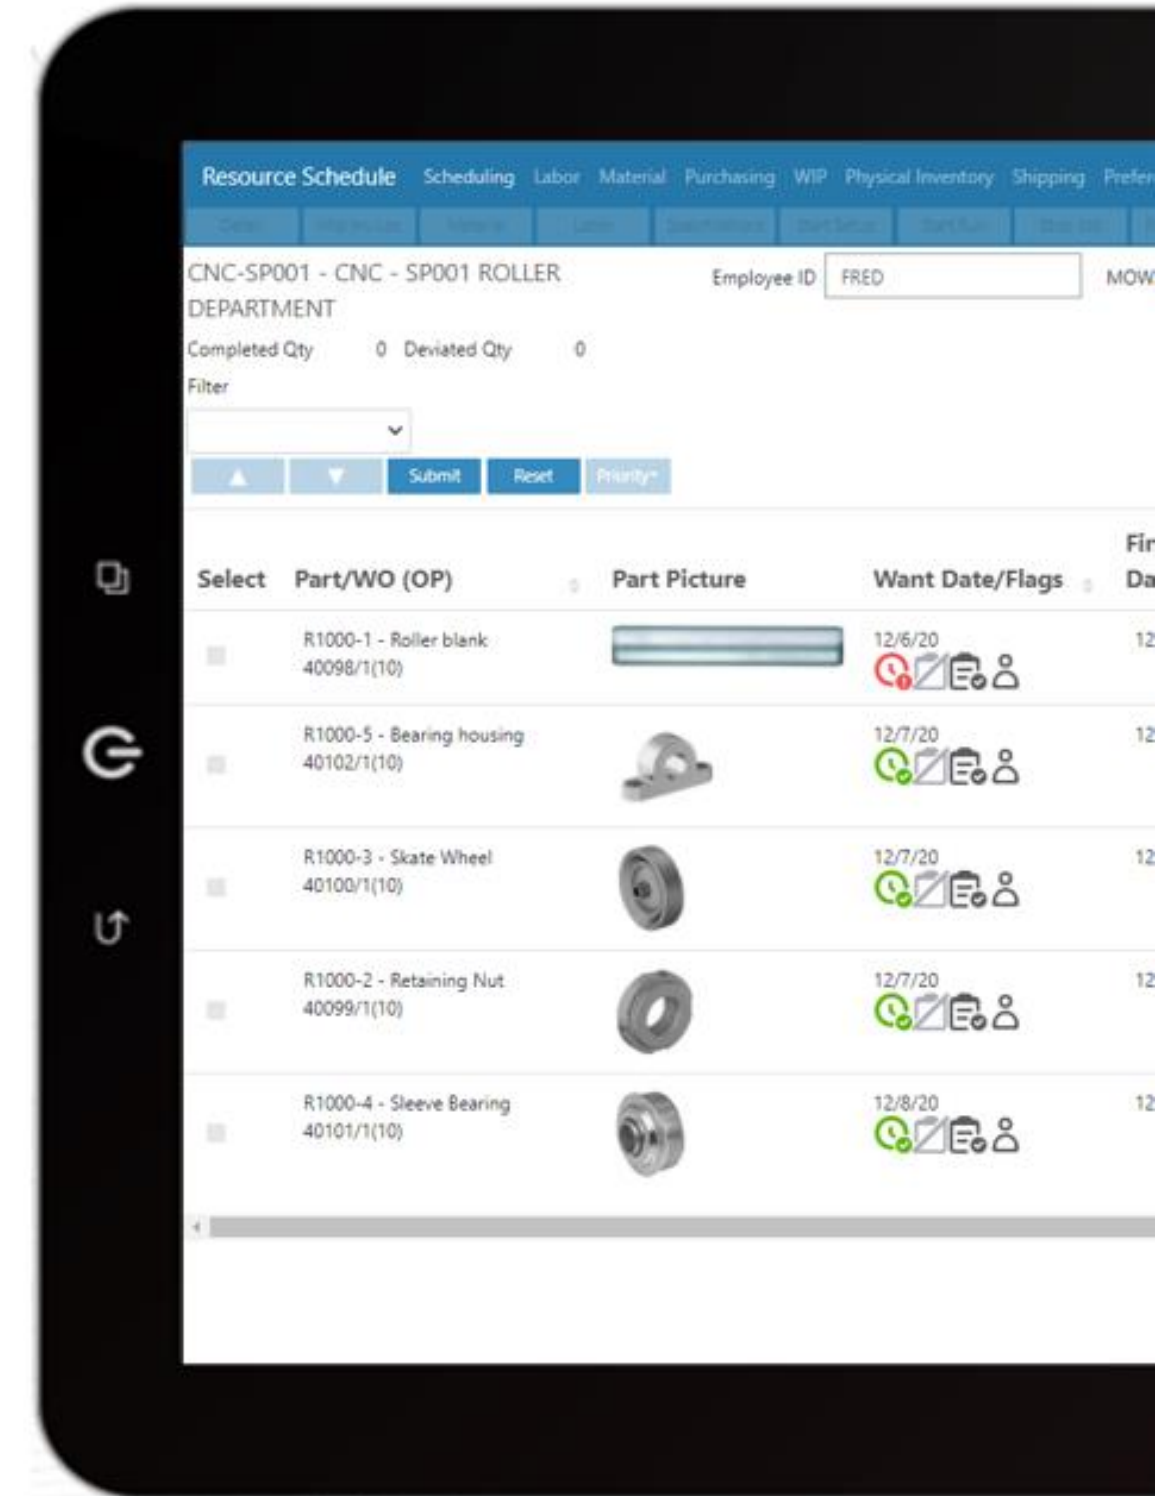 Resource Schedule Scheduling Labor Material Purchasing WIP Physical Inventory Shipping
CNC-SP001 - CNC - SP001 ROLLER
DEPARTMENT
Employee ID FRED
Completed Qty 0 Deviated Qty 0
Filter
Submit Reset Priority
Select Part/WO (OP) Part Picture Want Date/Flags
R1000-1 - Roller blank
40098/1(10)
12/6/20
R1000-5 - Bearing housing
40102/1(10)
12/7/20
R1000-3 - Skate Wheel
40100/1(10)
12/7/20
R1000-2 - Retaining Nut
40099/1(10)
12/7/20
R1000-4 - Sleeve Bearing
40101/1(10)
12/8/20